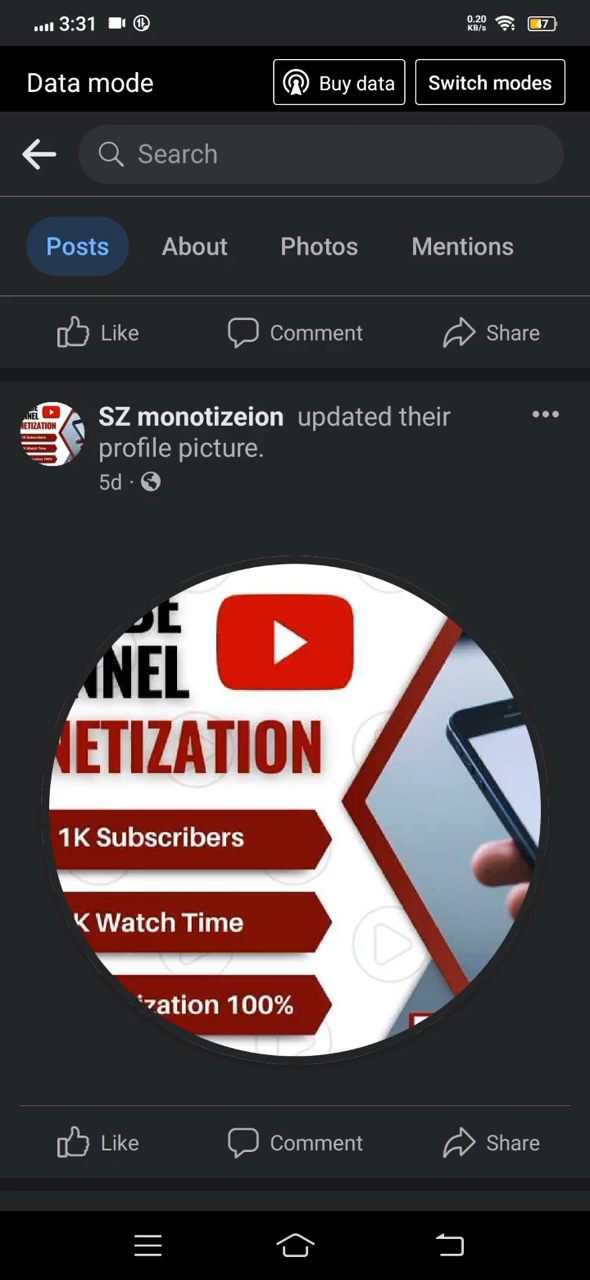 3:31
0.20
KB/s
47
Data mode
Buy data
Switch modes
Search
Posts
About
Photos
Mentions
Like
Comment
Share
SZ monotizeion updated their
profile picture.
5d ·
NNEL
NETIZATION
1K Subscribers
K Watch Time
ization 100%
Like
Comment
Share